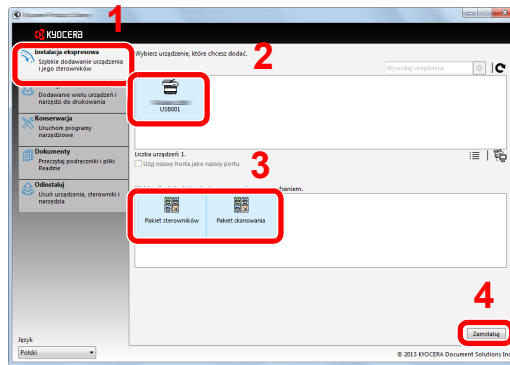 1
KYOCERA
Instalacja ekspresowa
Szybkie dodawanie urządzenia
i jego sterowników
Dodawanie wielu urządzeń i
narzędzi do drukowania
Konserwacja
Uruchom programy
narzędziowe
Dokumenty
Przeczytaj podręczniki i pliki
Readme
Odinstaluj
Usuń urządzenia, sterowniki i
narzędzia
Wybierz urządzenie, które chcesz dodać.
2
Wyszukaj urządzenia
USB001
Liczba urządzeń: 1.
Użyj nazwy hosta jako nazwy portu
3
Pakiet sterowników
Pakiet skanowania
4
Zainstaluj
Język
Polski
© 2013 KYOCERA Document Solutions Inc